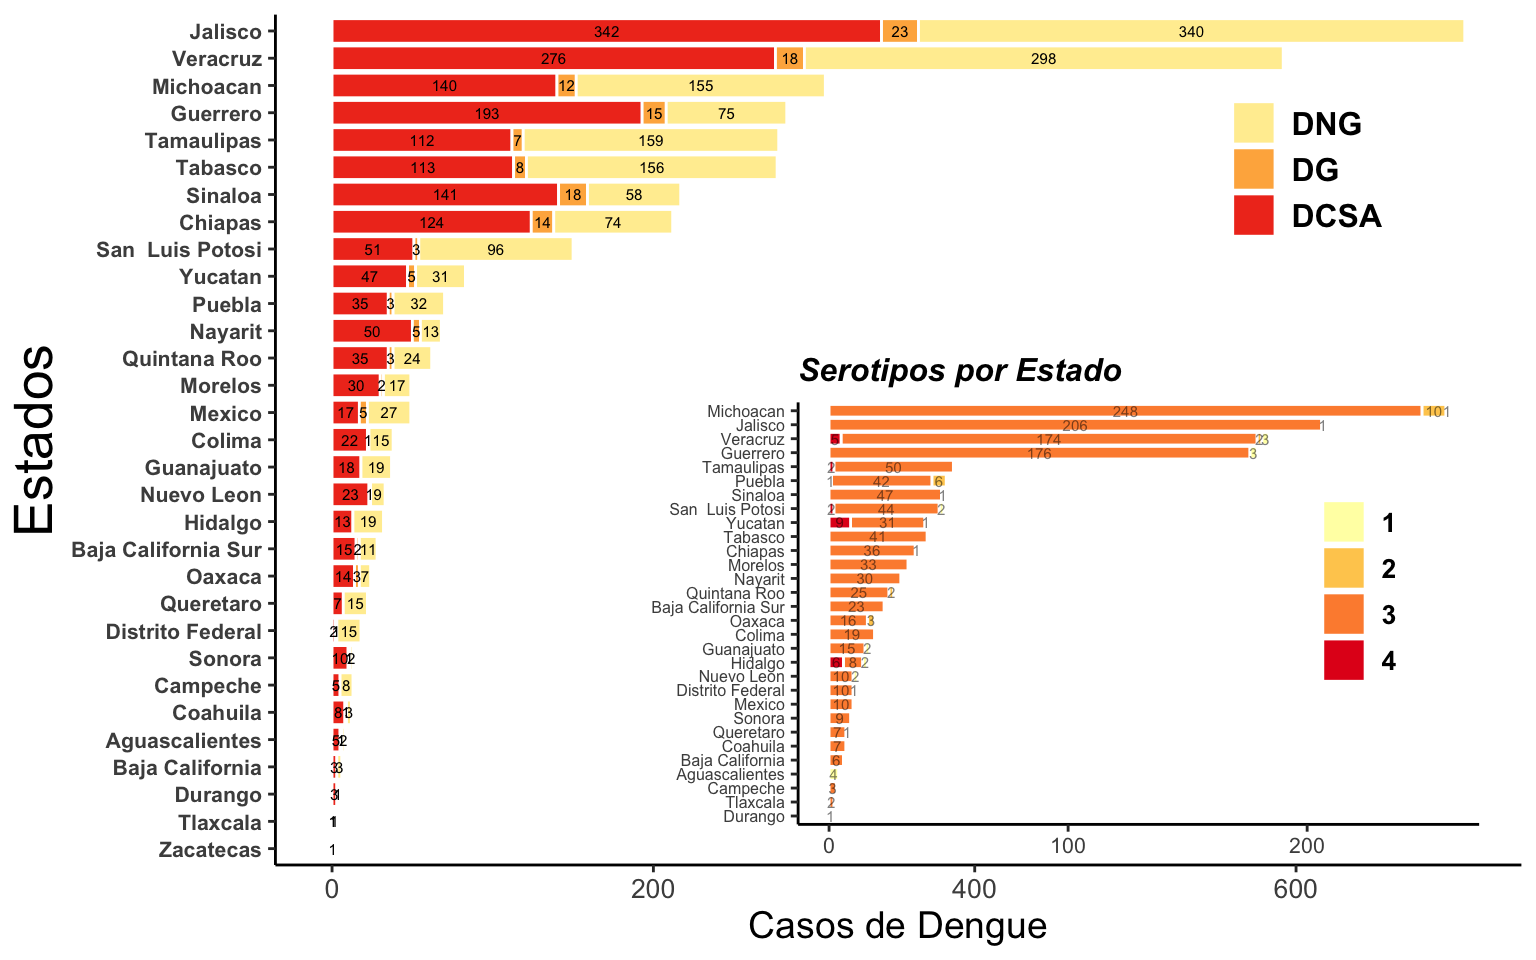 Jalisco 342 23 340
Veracruz 276 18 298
Michoacan 140 12 155
Guerrero 193 15 75
Tamaulipas 112 7 159
Tabasco 113 8 156
Sinaloa 141 18 58
Chiapas 124 14 74
San  Luis Potosi 51 3 96
Yucatan 47 5 31
Puebla 35 3 32
Nayarit 50 5 13
Quintana Roo 35 3 24
Morelos 30 2 17
Mexico 17 5 27
Colima 22 1 15
Guanajuato 18 19
Nuevo Leon 23 1 9
Hidalgo 13 19
Baja California Sur 15 2 11
Oaxaca 14 3 7
Queretaro 7 15
Distrito Federal 2 1 15
Sonora 10 2
Campeche 5 8
Coahuila 8 1 3
Aguascalientes 5 2
Baja California 3 3
Durango 3 1
Tlaxcala 1
Zacatecas 1
0 200 400 600
Casos de Dengue
Estados
DNG
DG
DCSA
Serotipos por Estado
Michoacan 248 10 1
Jalisco 206 1
Veracruz 5 174 2 3
Guerrero 176 3
Tamaulipas 2 50
Puebla 1 42 6
Sinaloa 47 1
San  Luis Potosi 2 44 2
Yucatan 9 31 1
Tabasco 41
Chiapas 36 1
Morelos 33
Nayarit 30
Quintana Roo 25 2
Baja California Sur 23
Oaxaca 16 3
Colima 19
Guanajuato 15 2
Hidalgo 6 8 2
Nuevo Leon 10 2
Distrito Federal 10 1
Mexico 10
Sonora 9
Queretaro 7 1
Coahuila 7
Baja California 6
Aguascalientes 4
Campeche 3
Tlaxcala 2
Durango 1
0 100 200
1
2
3
4